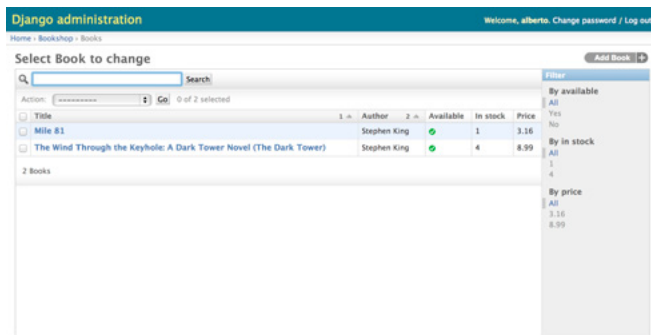 Django administration
Welcome, alberto. Change password / Log out
Home › Bookshop › Books
Select Book to change
Add Book +
Search
Filter
Action: --------- Go 0 of 2 selected
Title 1 Author 2 Available In stock Price
Mile 81 Stephen King 1 3.16
The Wind Through the Keyhole: A Dark Tower Novel (The Dark Tower) Stephen King 4 8.99
2 Books
By available
All
Yes
No
By in stock
All
1
4
By price
All
3.16
8.99